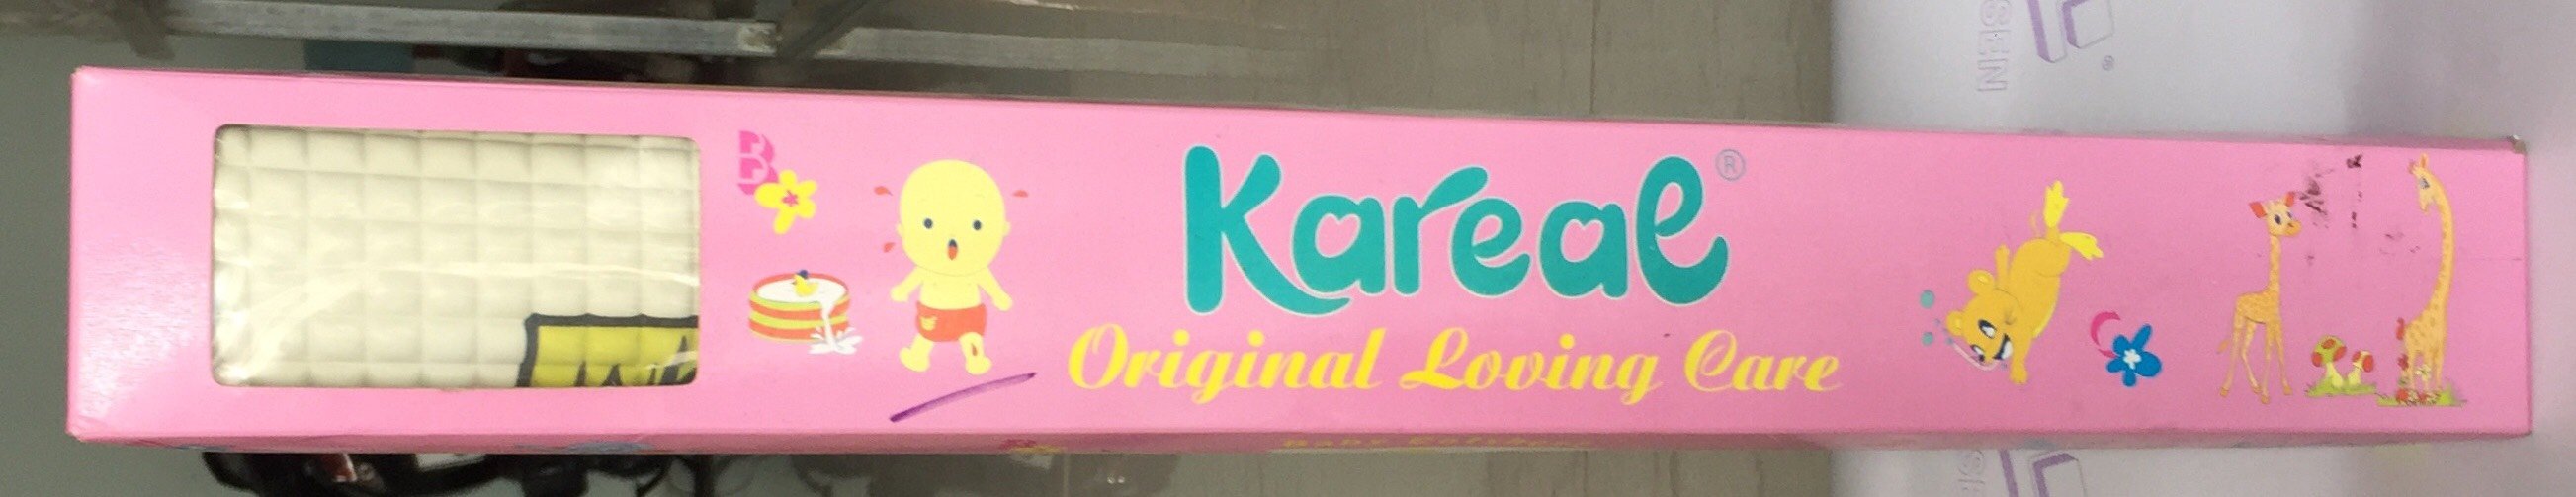 B
Kareal®
Original Loving Care